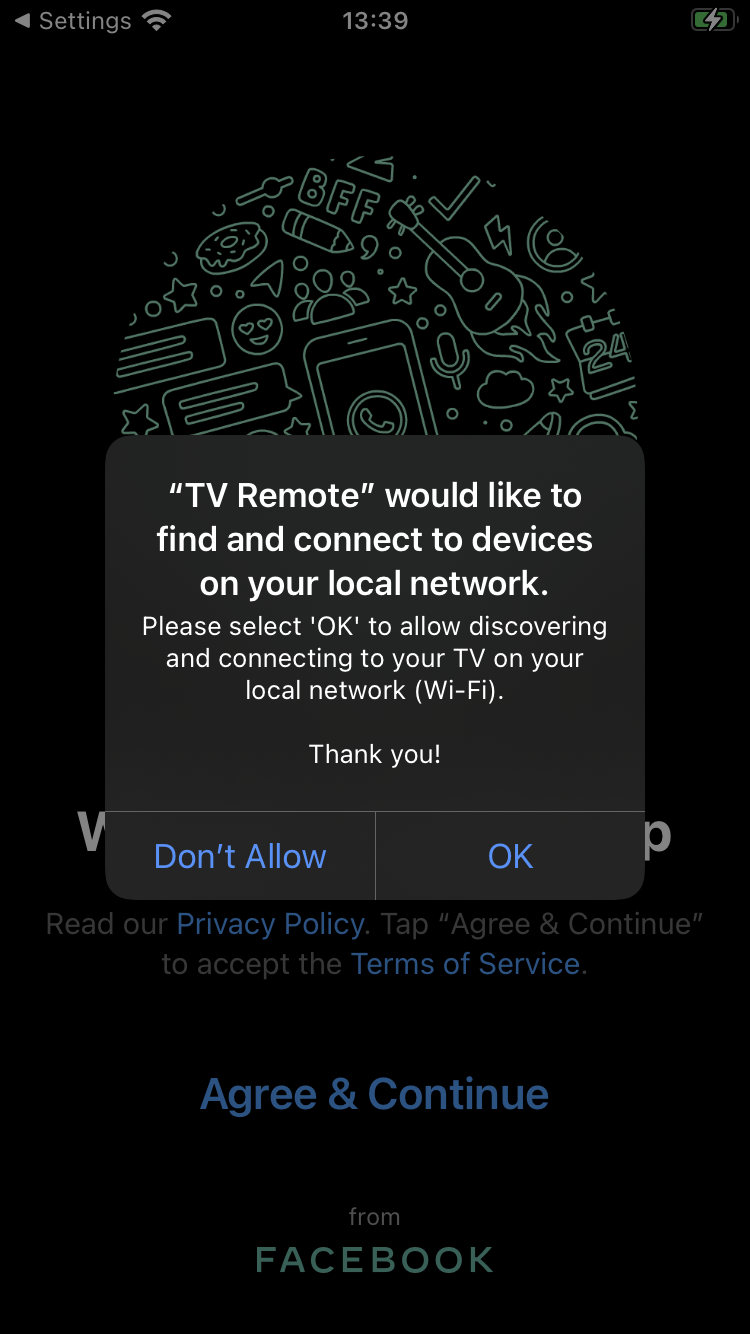 ◀ Settings
13:39
BFF
24
“TV Remote” would like to
find and connect to devices
on your local network.
Please select 'OK' to allow discovering
and connecting to your TV on your
local network (Wi-Fi).
Thank you!
Don’t Allow
OK
Read our Privacy Policy. Tap “Agree & Continue”
to accept the Terms of Service.
Agree & Continue
from
FACEBOOK